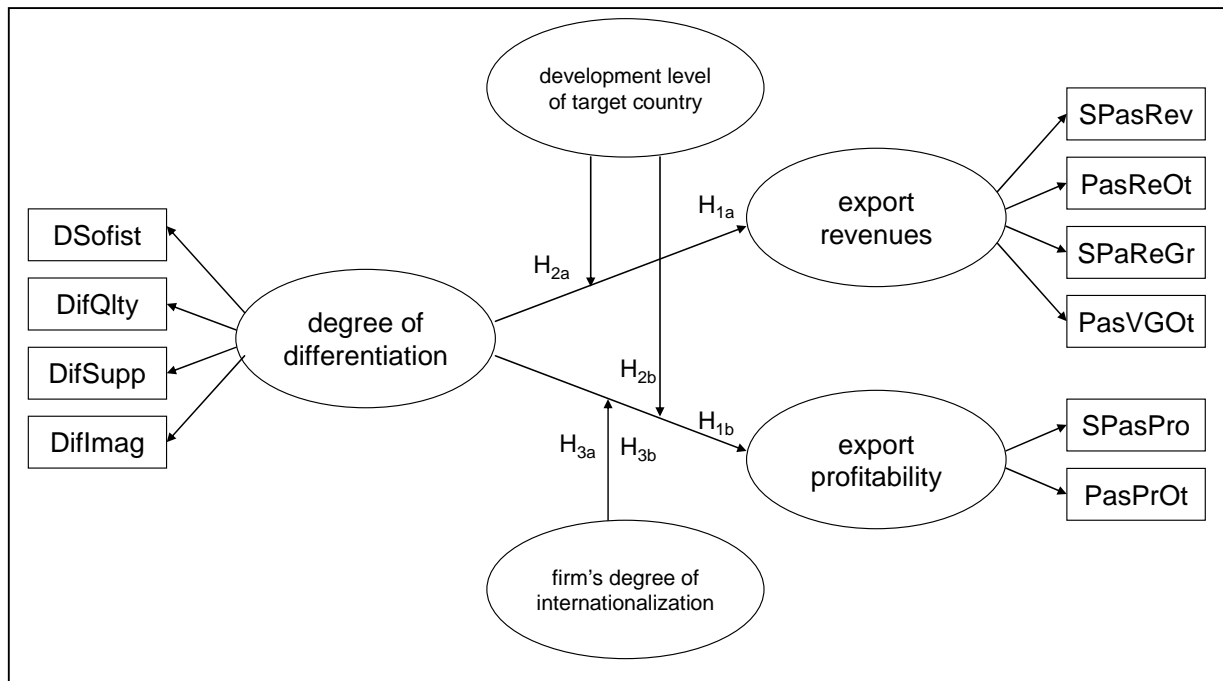 development level
of target country
SPasRev
PasReOt
SPaReGr
PasVGOt
export
revenues
H1a
H2a
DSofist
DifQlty
DifSupp
DifImag
degree of
differentiation
H2b
H1b
H3a
H3b
export
profitability
SPasPro
PasPrOt
firm's degree of
internationalization